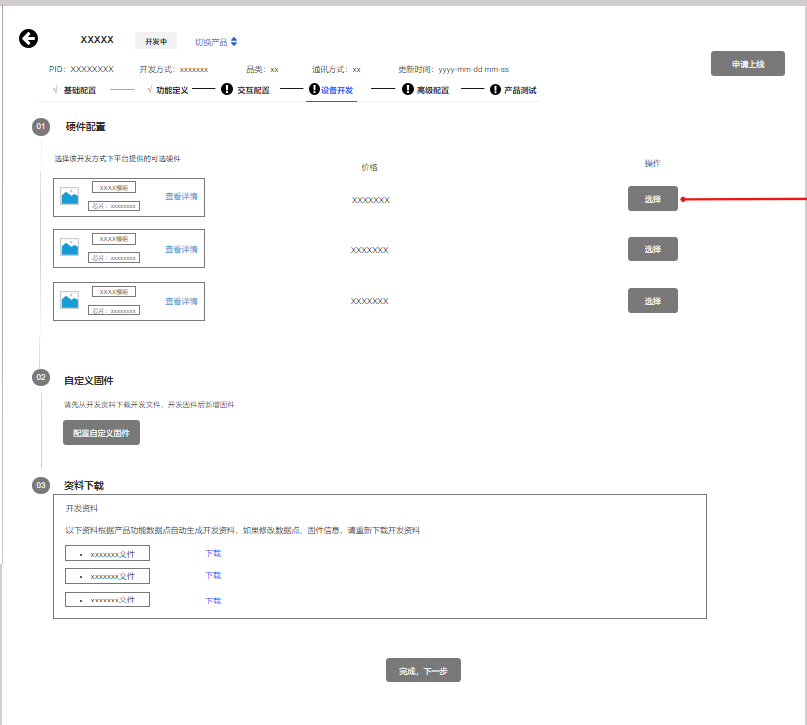 XXXXX 开发中 切换产品
PID: XXXXXXXX 开发方式: xxxxxxx 品类: xx 通讯方式: xx 更新时间: yyyy-mm-dd mm-ss
申请上线
√ 基础配置 √ 功能定义 交互配置 设备开发 高级配置 产品测试
01 硬件配置
选择该开发方式下平台提供的可选硬件 价格 操作
XXXX模组
芯片: xxxxxxxx
查看详情 XXXXXXX 选择
XXXX模组
芯片: xxxxxxxx
查看详情 XXXXXXX 选择
XXXX模组
芯片: xxxxxxxx
查看详情 XXXXXXX 选择
02 自定义固件
请先从开发资料下载开发文件、开发固件后新增固件
配置自定义固件
03 资料下载
开发资料
以下资料根据产品功能数据点自动生成开发资料，如果修改数据点、固件信息，请重新下载开发资料
• xxxxxxx文件 下载
• xxxxxxx文件 下载
• xxxxxxx文件 下载
完成，下一步